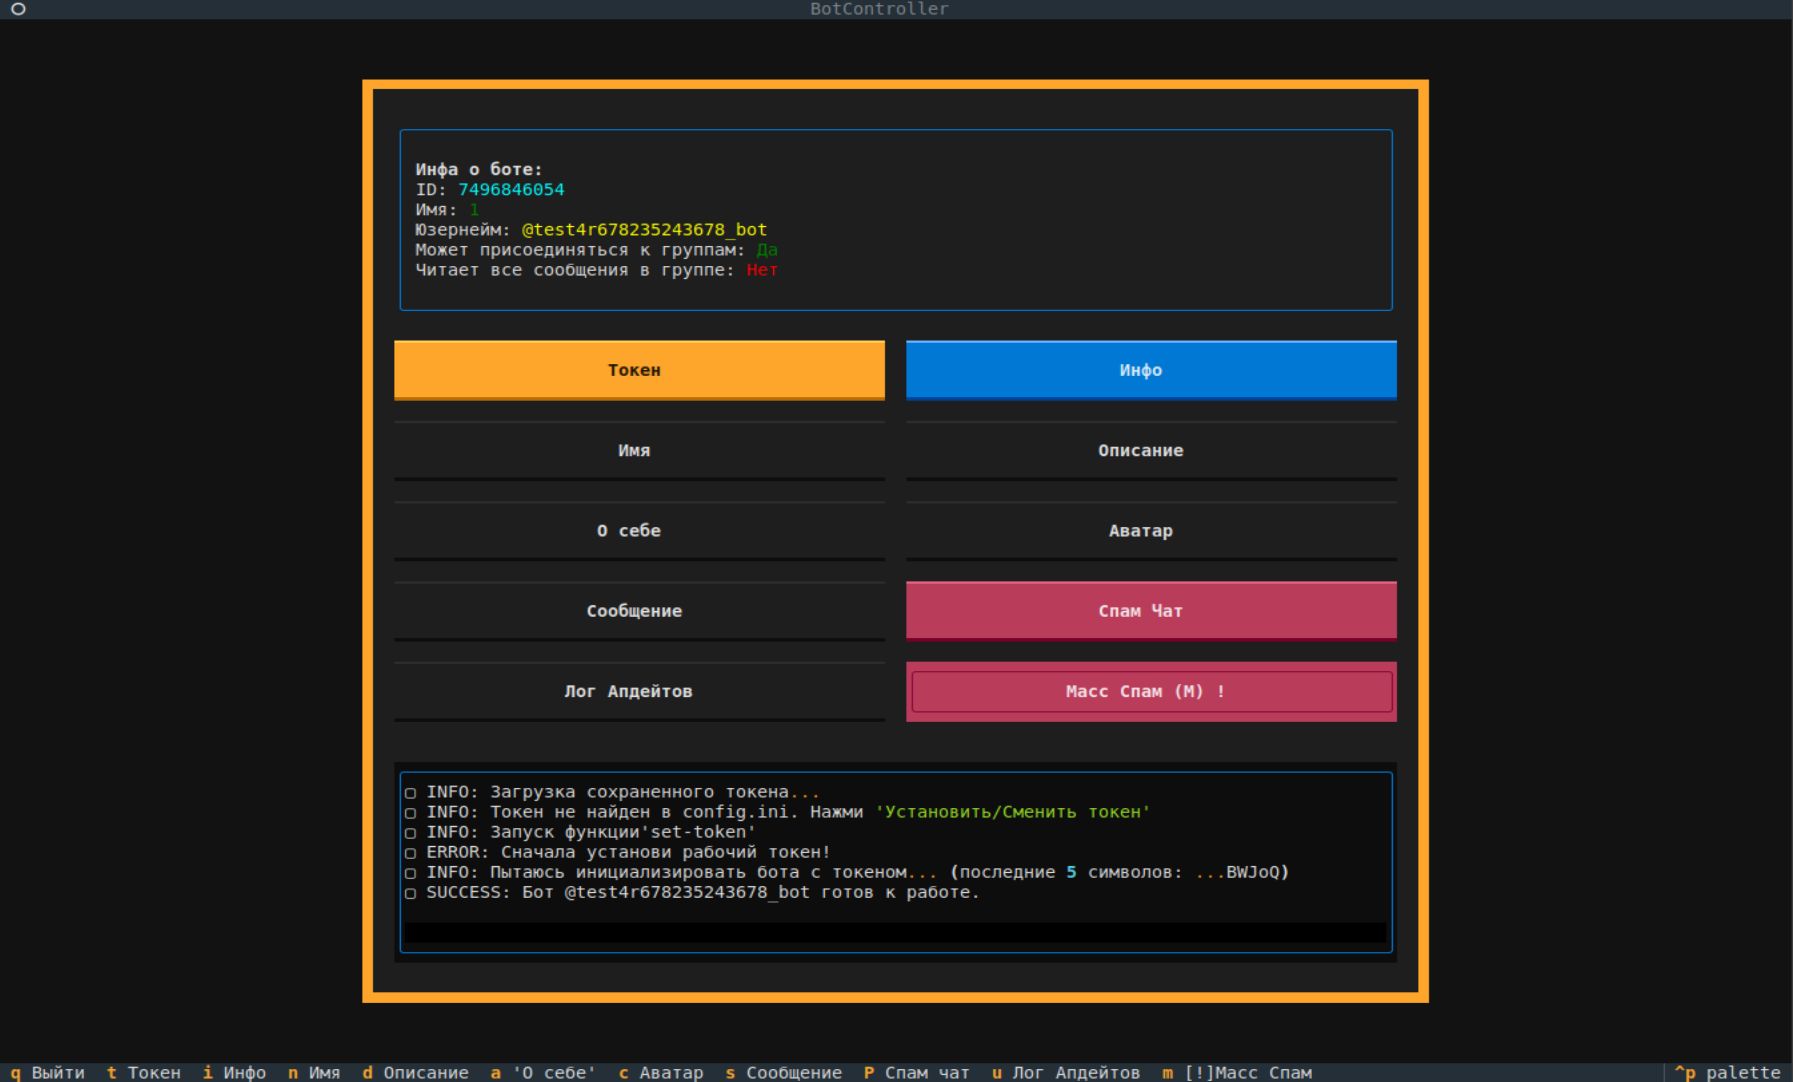 BotController
Инфа о боте:
ID: 7496846054
Имя: 1
Юзернейм: @test4r678235243678_bot
Может присоединяться к группам: Да
Читает все сообщения в группе: Нет
Токен
Инфо
Имя
Описание
О себе
Аватар
Сообщение
Спам Чат
Лог Апдейтов
Масс Спам (М) !
INFO: Загрузка сохраненного токена...
INFO: Токен не найден в config.ini. Нажми 'Установить/Сменить токен'
INFO: Запуск функции'set-token'
ERROR: Сначала установи рабочий токен!
INFO: Пытаюсь инициализировать бота с токеном... (последние 5 символов: ...BWJoQ)
SUCCESS: Бот @test4r678235243678_bot готов к работе.
q Выйти t Токен i Инфо n Имя d Описание a 'О себе' c Аватар s Сообщение P Спам чат u Лог Апдейтов m [!]Масс Спам ^p palette